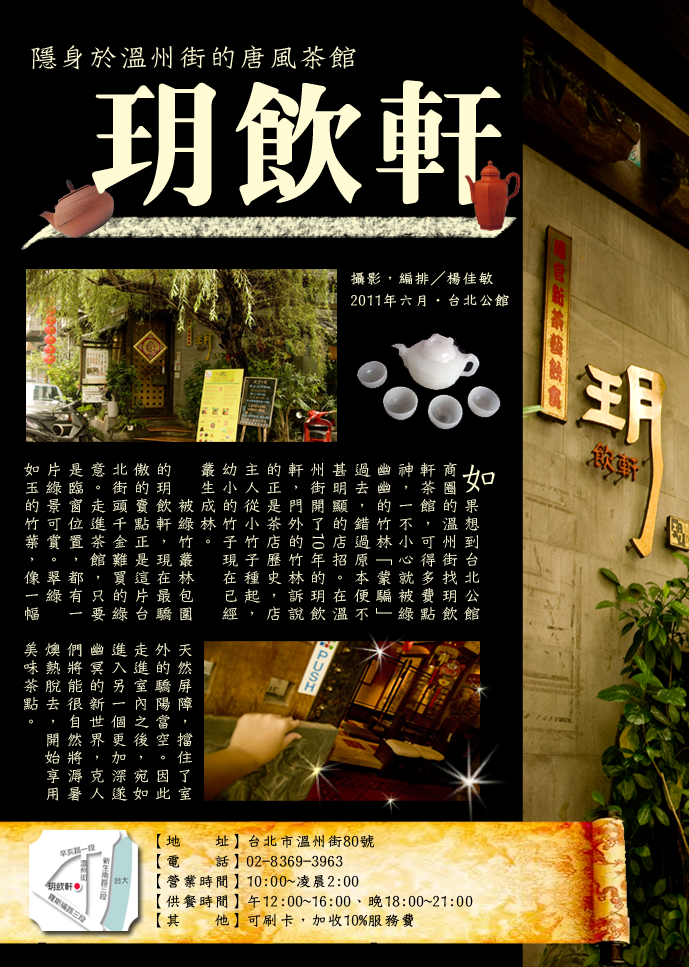 隱身於溫州街的唐風茶館
玥飲軒
攝影，編排／楊佳敏
2011年六月・台北公館
玥
飲軒
如果想到台北公館
商圈的溫州街找玥飲
軒茶館，可得多費點
神，一不小心就被綠
幽幽的竹林「蒙騙」
過去，錯過原本便不
甚明顯的店招。在溫
州街開了10年的玥飲
軒，門外的竹林訴說
的正是茶店歷史，店
主人從小竹子種起，
幼小的竹子現在已經
叢生成林。
被綠竹叢林包圍
的玥飲軒，現在最驕
傲的賣點正是這片台
北街頭千金難買的綠
意。走進茶館，只要
是臨窗位置，都有一
片綠景可賞。翠綠
如玉的竹葉，像一幅
天然屏障，擋住了室
外的驕陽當空。因此
走進室內之後，宛如
進入另一個更加深邃
幽冥的新世界，克人
們將能很自然將溽暑
燠熱脫去，開始享用
美味茶點。
PUSH
辛亥路一段
溫州街
新生南路三段
台大
玥飲軒
羅斯福路三段
【地　　址】台北市溫州街80號
【電　　話】02-8369-3963
【營業時間】10:00~凌晨2:00
【供餐時間】午12:00~16:00、晚18:00~21:00
【其　　他】可刷卡，加收10%服務費